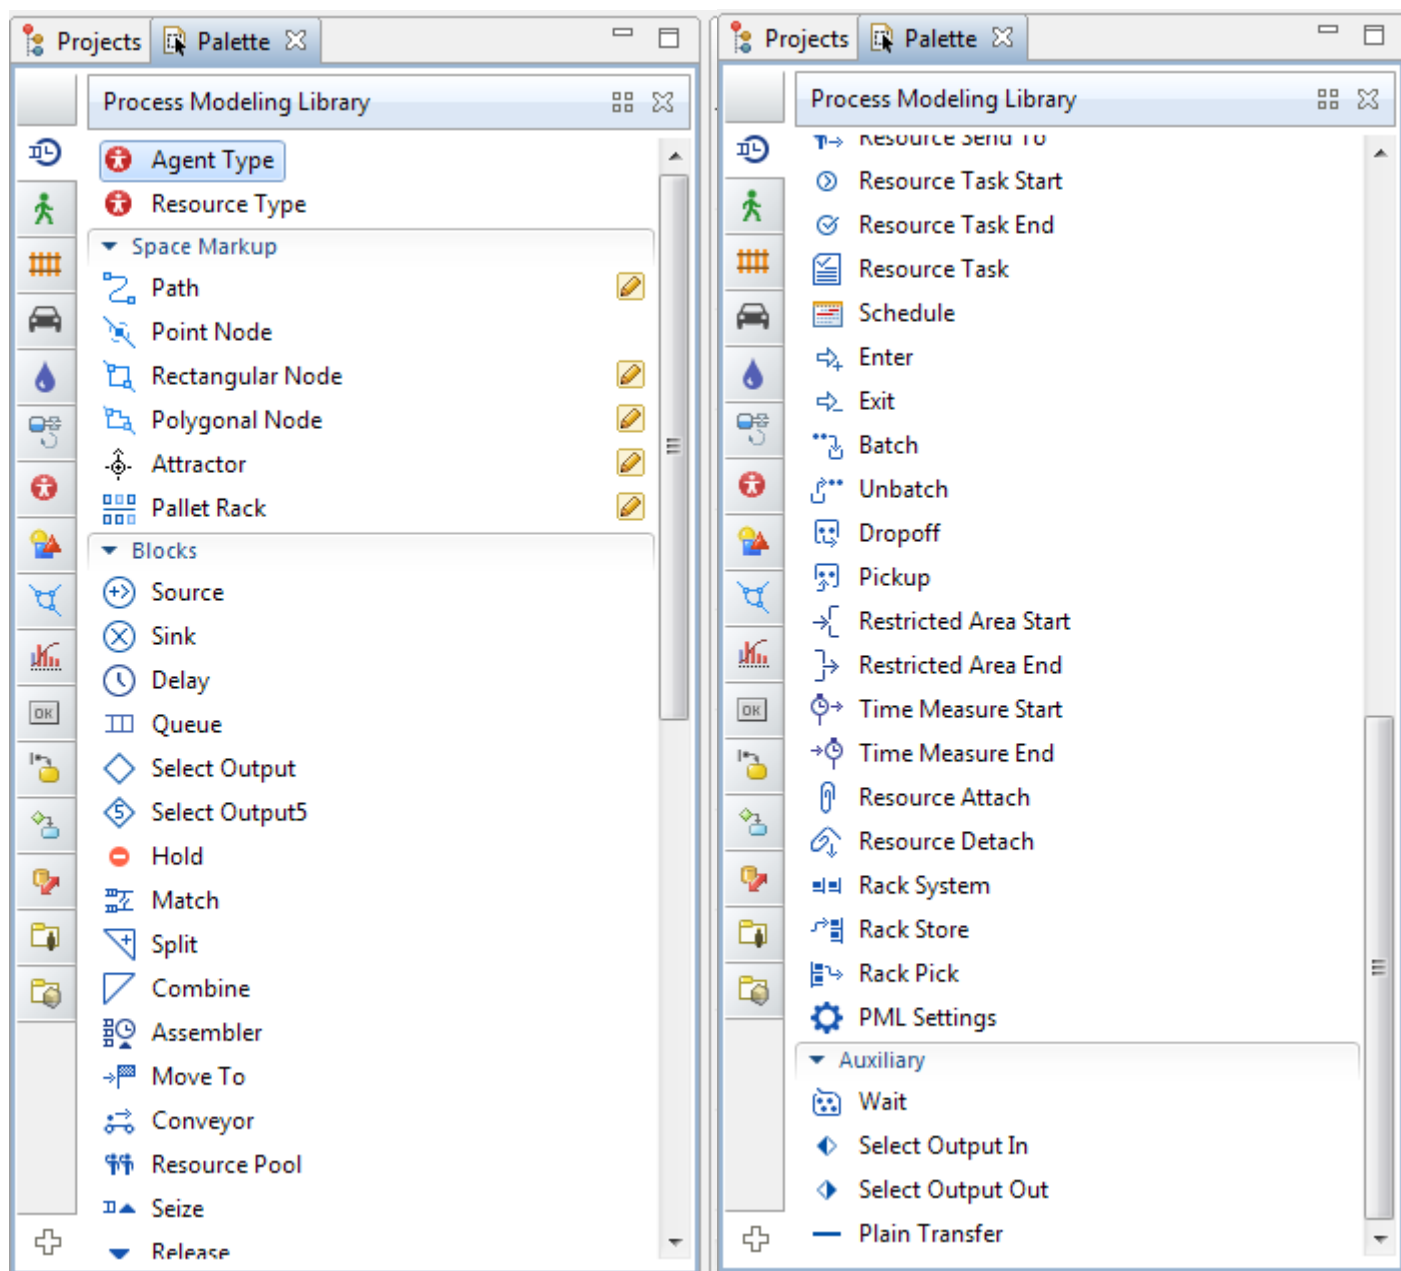 Projects
Palette
Process Modeling Library
Agent Type
Resource Type
Space Markup
Path
Point Node
Rectangular Node
Polygonal Node
Attractor
Pallet Rack
Blocks
Source
Sink
Delay
Queue
Select Output
Select Output5
Hold
Match
Split
Combine
Assembler
Move To
Conveyor
Resource Pool
Seize
Release
OK
Projects
Palette
Process Modeling Library
Resource Send To
Resource Task Start
Resource Task End
Resource Task
Schedule
Enter
Exit
Batch
Unbatch
Dropoff
Pickup
Restricted Area Start
Restricted Area End
Time Measure Start
Time Measure End
Resource Attach
Resource Detach
Rack System
Rack Store
Rack Pick
PML Settings
Auxiliary
Wait
Select Output In
Select Output Out
Plain Transfer
OK